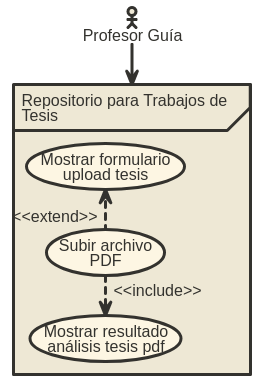 Profesor Guía
Repositorio para Trabajos de
Tesis
Mostrar formulario
upload tesis
<<extend>>
Subir archivo
PDF
<<include>>
Mostrar resultado
análisis tesis pdf